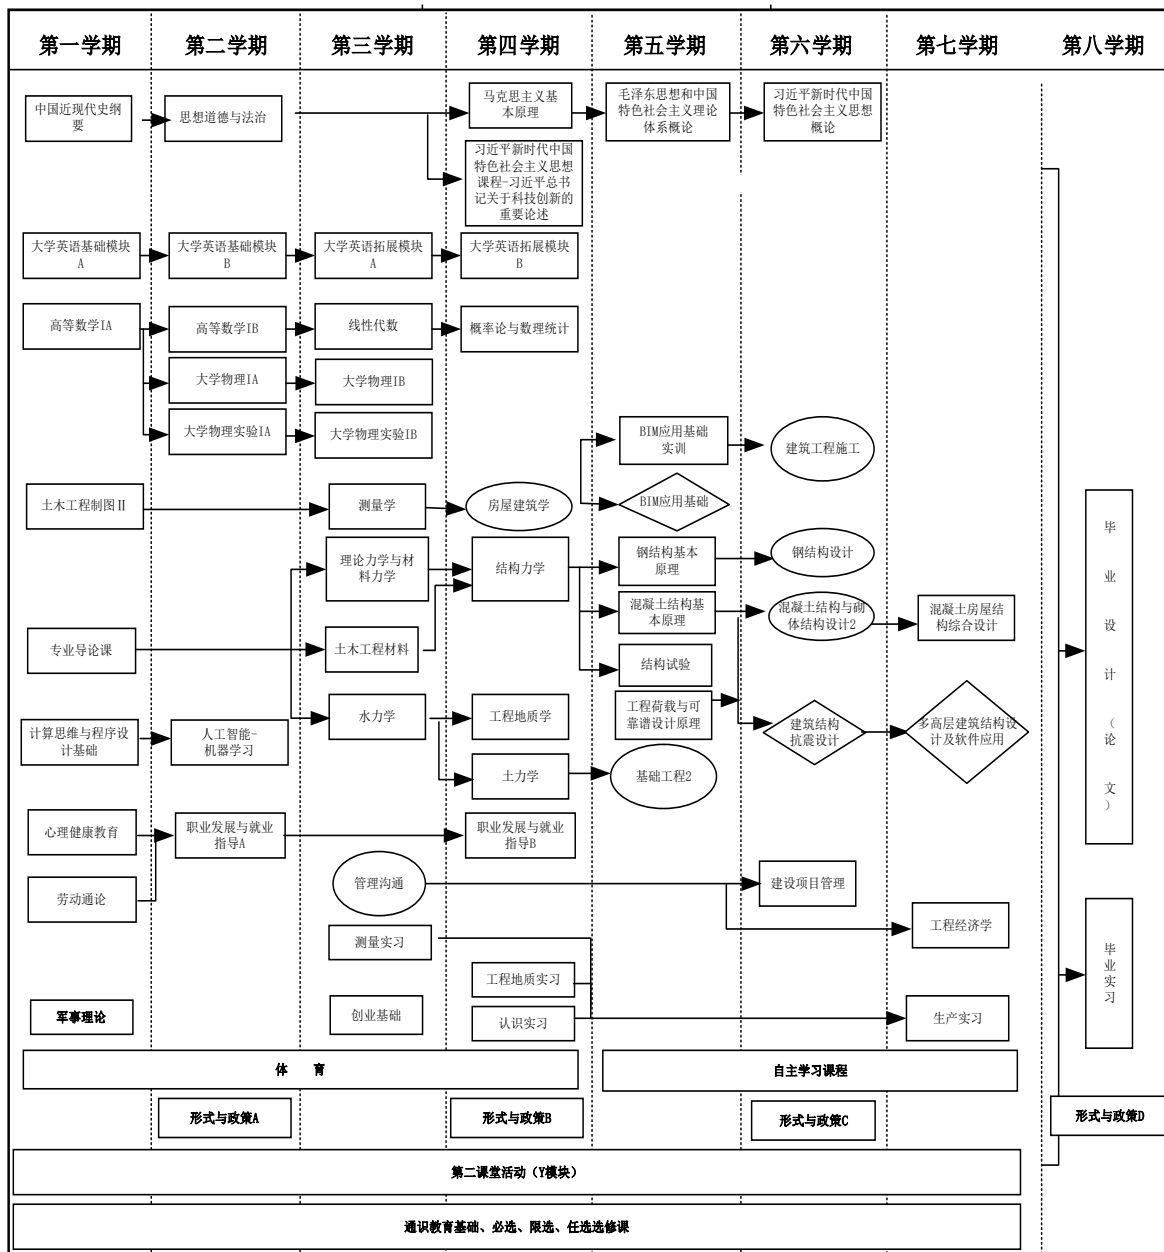 第一学期
第二学期
第三学期
第四学期
第五学期
第六学期
第七学期
第八学期
中国近现代史纲
要
思想道德与法治
马克思主义基
本原理
毛泽东思想和中国
特色社会主义理论
体系概论
习近平新时代中国
特色社会主义思想
概论
习近平新时代中国
特色社会主义思想
课程-习近平总书
记关于科技创新的
重要论述
大学英语基础模块
A
大学英语基础模块
B
大学英语拓展模块
A
大学英语拓展模块
B
高等数学IA
高等数学IB
线性代数
概率论与数理统计
大学物理IA
大学物理IB
大学物理实验IA
大学物理实验IB
BIM应用基础
实训
建筑工程施工
土木工程制图Ⅱ
测量学
房屋建筑学
BIM应用基础
理论力学与材
料力学
结构力学
钢结构基本
原理
钢结构设计
混凝土结构基
本原理
混凝土结构与砌
体结构设计2
混凝土房屋结
构综合设计
专业导论课
土木工程材料
结构试验
水力学
工程地质学
工程荷载与可
靠谱设计原理
建筑结构
抗震设计
多高层建筑结构设
计及软件应用
计算思维与程序设
计基础
人工智能-
机器学习
土力学
基础工程2
心理健康教育
职业发展与就业
指导A
职业发展与就业
指导B
劳动通论
管理沟通
建设项目管理
工程经济学
测量实习
工程地质实习
军事理论
创业基础
认识实习
生产实习
毕
业
设
计
（
论
文
）
毕
业
实
习
体 育
自主学习课程
形式与政策A
形式与政策B
形式与政策C
形式与政策D
第二课堂活动（Y模块）
通识教育基础、必选、限选、任选选修课